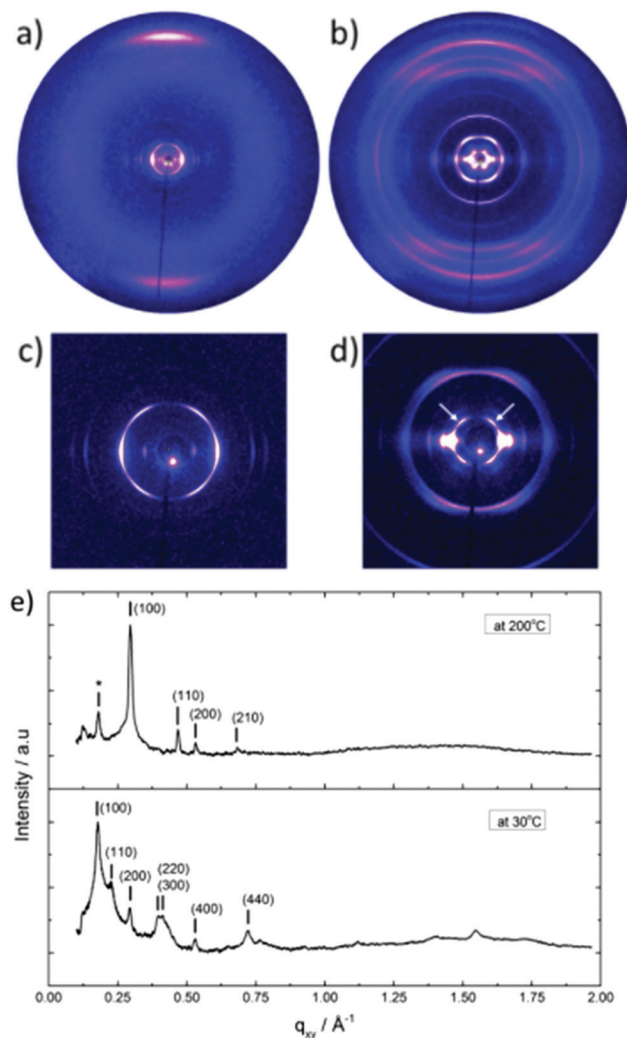 a)
b)
c)
d)
e)
(100)
at 200°C
*
(110)
(200)
(210)
(100)
at 30°C
(110)
(220)
(200)
(300)
(400)
(440)
Intensity / a.u
0.00 0.25 0.50 0.75 1.00 1.25 1.50 1.75 2.00
qxy / Å-1